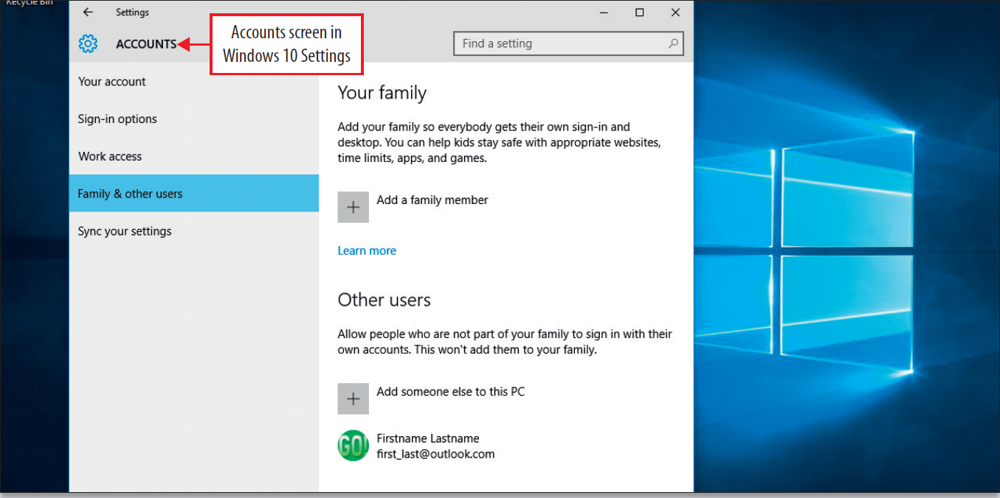 Recycle Bin
Settings
ACCOUNTS
Accounts screen in
Windows 10 Settings
Find a setting
Your account
Sign-in options
Work access
Family & other users
Sync your settings
Your family
Add your family so everybody gets their own sign-in and
desktop. You can help kids stay safe with appropriate websites,
time limits, apps, and games.
Add a family member
Learn more
Other users
Allow people who are not part of your family to sign in with their
own accounts. This won't add them to your family.
Add someone else to this PC
GO!
Firstname Lastname
first_last@outlook.com